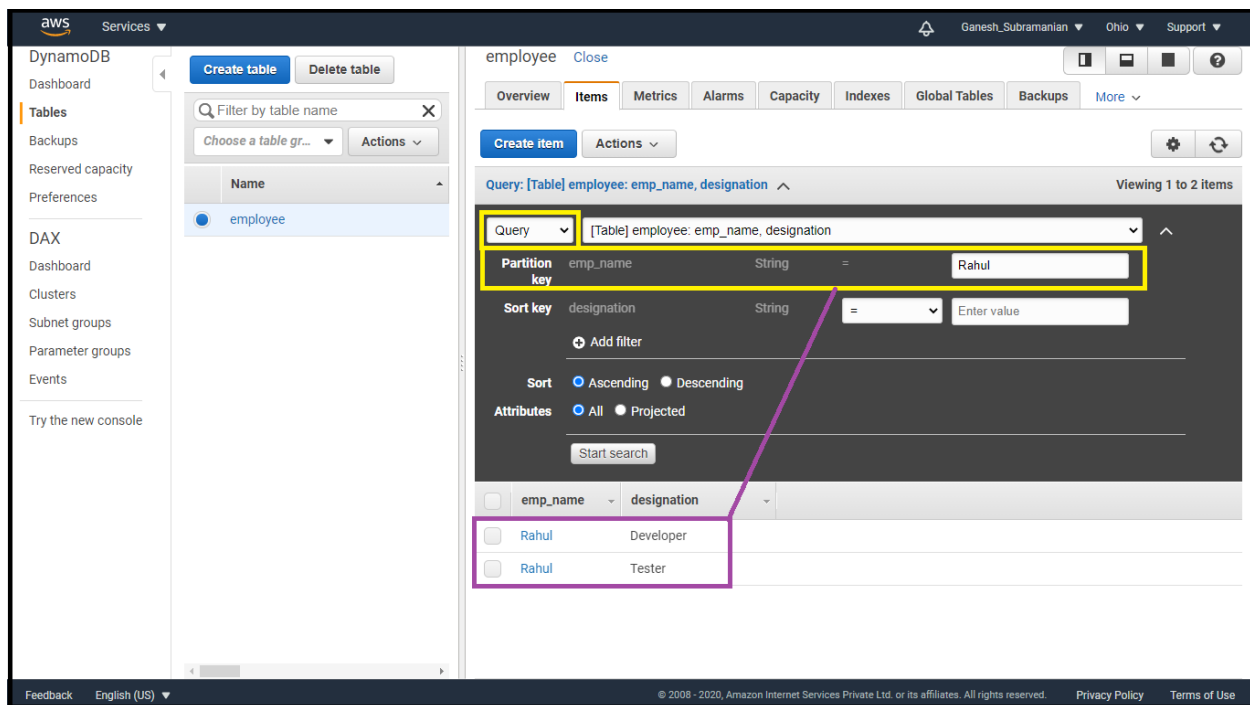 aws Services Ganesh_Subramanian Ohio Support
DynamoDB
Dashboard
Tables
Backups
Reserved capacity
Preferences
DAX
Dashboard
Clusters
Subnet groups
Parameter groups
Events
Try the new console
Create table Delete table
Filter by table name
Choose a table gr... Actions
Name
employee
employee Close
Overview Items Metrics Alarms Capacity Indexes Global Tables Backups More
Create item Actions
Query: [Table] employee: emp_name, designation Viewing 1 to 2 items
Query [Table] employee: emp_name, designation
Partition key emp_name String = Rahul
Sort key designation String = Enter value
Add filter
Sort Ascending Descending
Attributes All Projected
Start search
emp_name designation
Rahul Developer
Rahul Tester
Feedback English (US) © 2008 - 2020, Amazon Internet Services Private Ltd. or its affiliates. All rights reserved. Privacy Policy Terms of Use